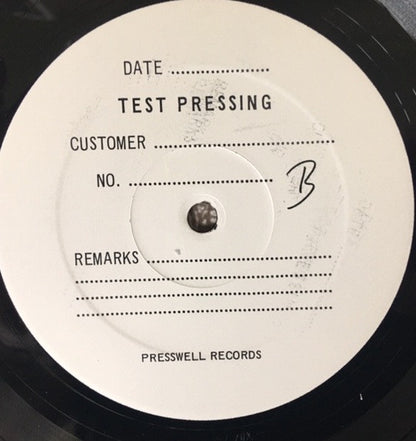 DATE ....................
TEST PRESSING
CUSTOMER ....................................
NO. ............................. B
REMARKS .....................................
...................................................
...................................................
...................................................
PRESSWELL RECORDS